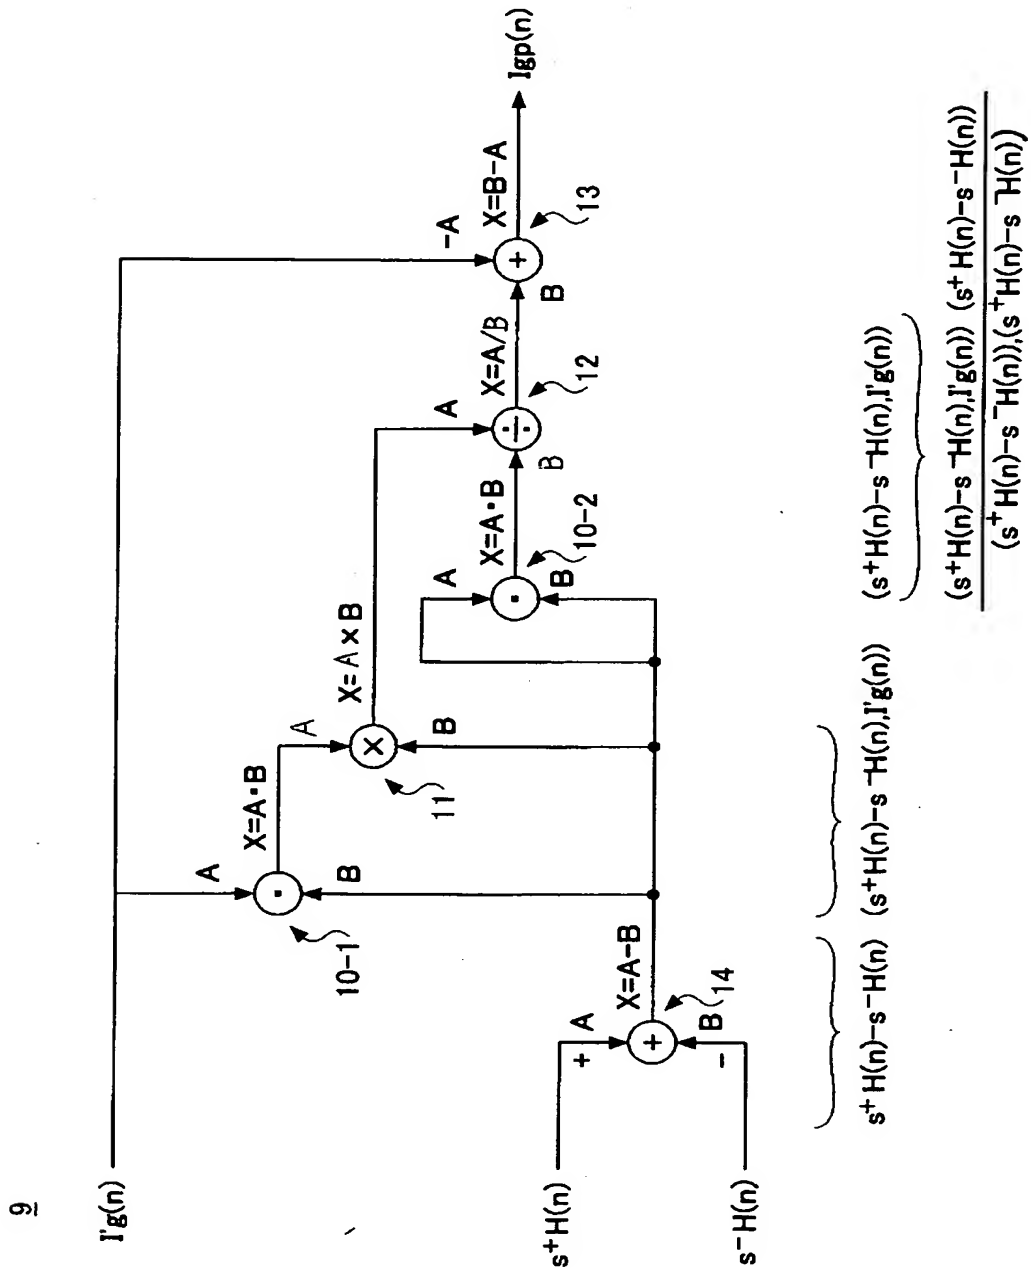 9
I'g(n)
Igp(n)
-A
X=B-A
13
B
X=A/B
12
A
B
X=A·B
10-2
A
B
X=A×B
A
B
11
X=A·B
A
B
10-1
X=A-B
14
A
+
B
-
s⁺H(n)
s⁻H(n)
s⁺H(n)-s⁻H(n)
(s⁺H(n)-s⁻H(n),I'g(n))
(s⁺H(n)-s⁻H(n),I'g(n))
(s⁺H(n)-s⁻H(n),I'g(n)) (s⁺H(n)-s⁻H(n))
(s⁺H(n)-s⁻H(n)),(s⁺H(n)-s⁻H(n))